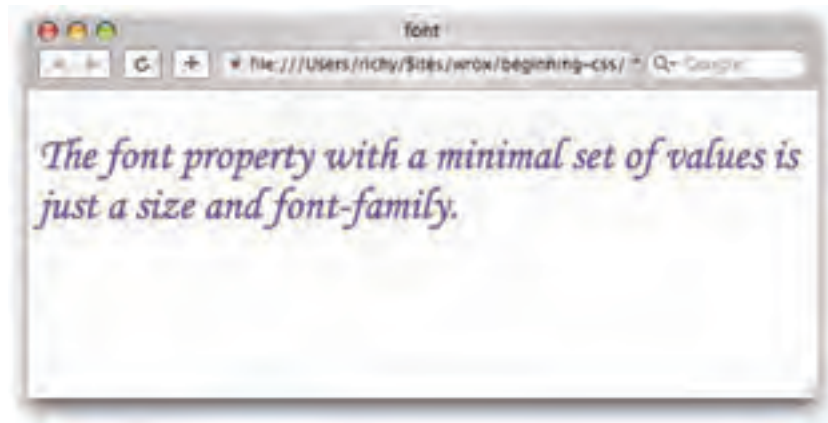 font
file:///Users/richy/Sites/wrox/beginning-css/ Google
The font property with a minimal set of values is
just a size and font-family.